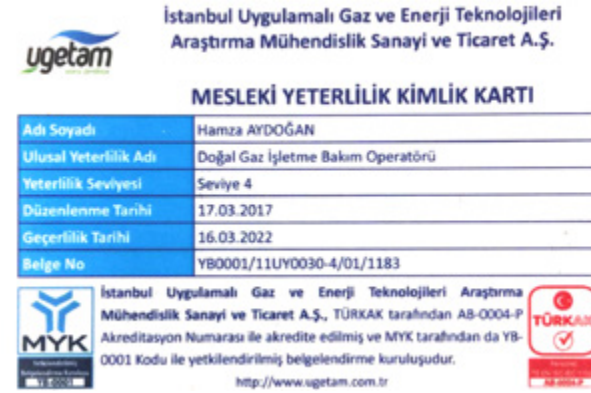 İstanbul Uygulamalı Gaz ve Enerji Teknolojileri
Araştırma Mühendislik Sanayi ve Ticaret A.Ş.
ugetam
MESLEKİ YETERLİLİK KİMLİK KARTI
Adı Soyadı Hamza AYDOĞAN
Ulusal Yeterlilik Adı Doğal Gaz İşletme Bakım Operatörü
Yeterlilik Seviyesi Seviye 4
Düzenlenme Tarihi 17.03.2017
Geçerlilik Tarihi 16.03.2022
Belge No YB0001/11UY0030-4/01/1183
İstanbul Uygulamalı Gaz ve Enerji Teknolojileri Araştırma
Mühendislik Sanayi ve Ticaret A.Ş., TÜRKAK tarafından AB-0004-P
Akreditasyon Numarası ile akredite edilmiş ve MYK tarafından da YB-
0001 Kodu ile yetkilendirilmiş belgelendirme kuruluşudur.
http://www.ugetam.com.tr
MYK
YB-0001
TÜRKAK
AB-0004-P